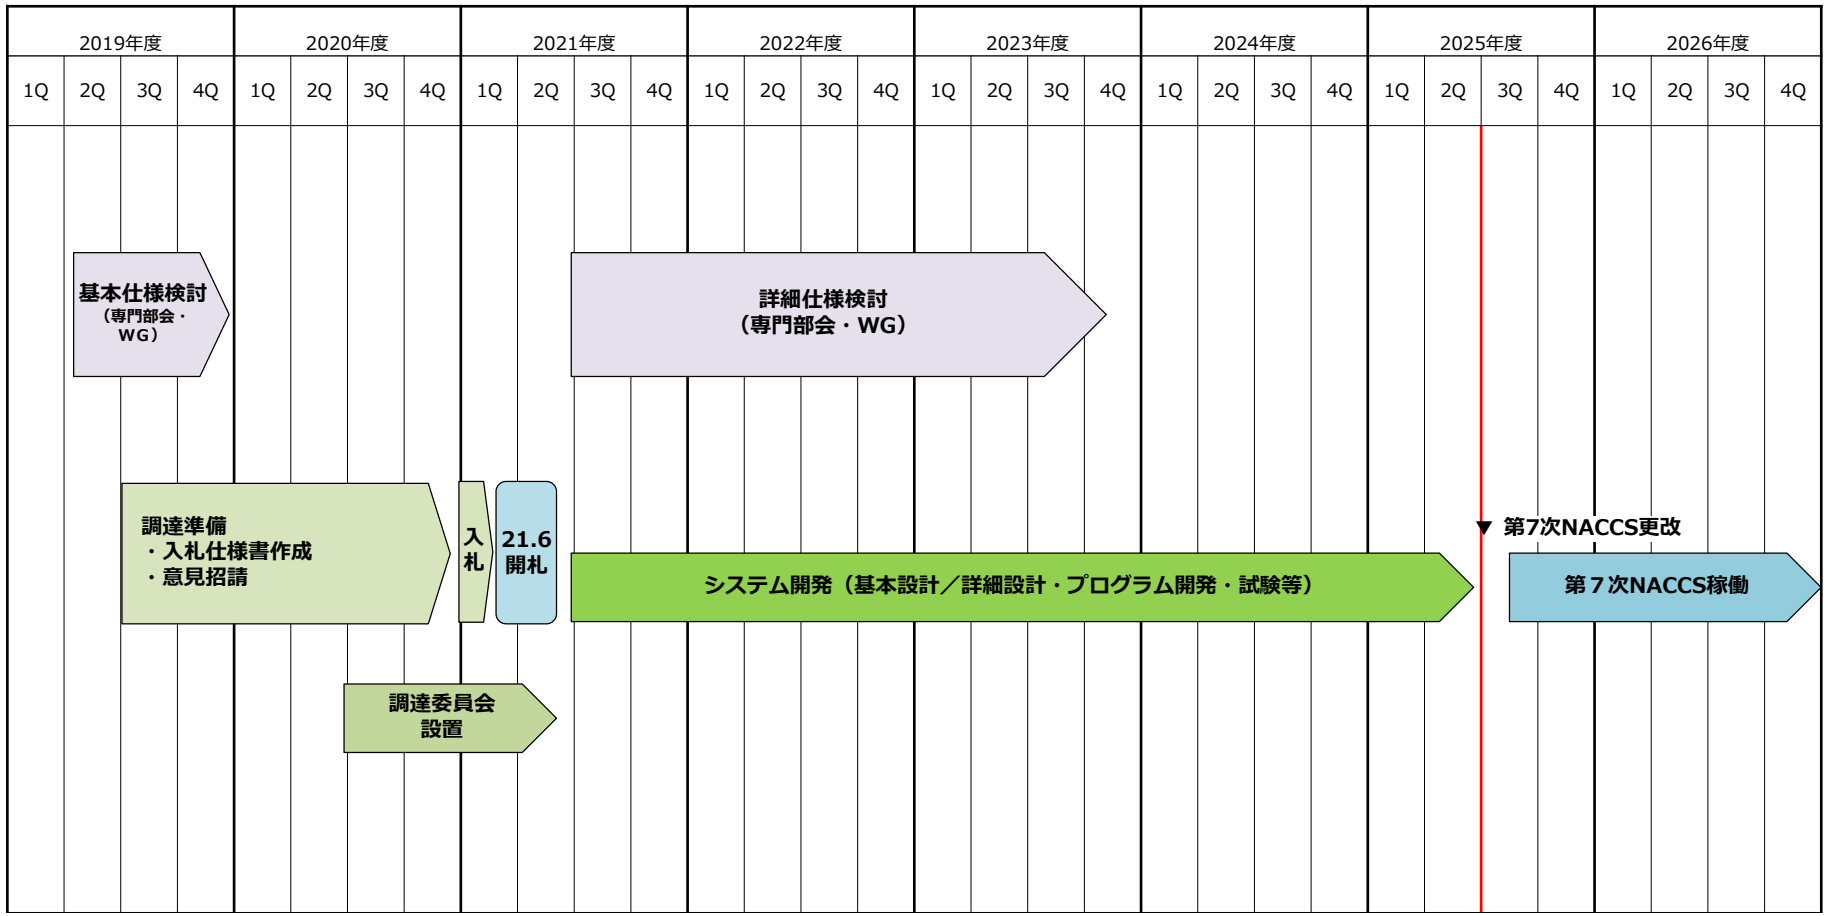 2019年度 2020年度 2021年度 2022年度 2023年度 2024年度 2025年度 2026年度
1Q 2Q 3Q 4Q 1Q 2Q 3Q 4Q 1Q 2Q 3Q 4Q 1Q 2Q 3Q 4Q 1Q 2Q 3Q 4Q 1Q 2Q 3Q 4Q 1Q 2Q 3Q 4Q 1Q 2Q 3Q 4Q
基本仕様検討
（専門部会・
WG）
詳細仕様検討
（専門部会・WG）
調達準備
・入札仕様書作成
・意見招請
入
札
21.6
開札
▼ 第7次NACCS更改
システム開発（基本設計／詳細設計・プログラム開発・試験等）
第７次NACCS稼働
調達委員会
設置